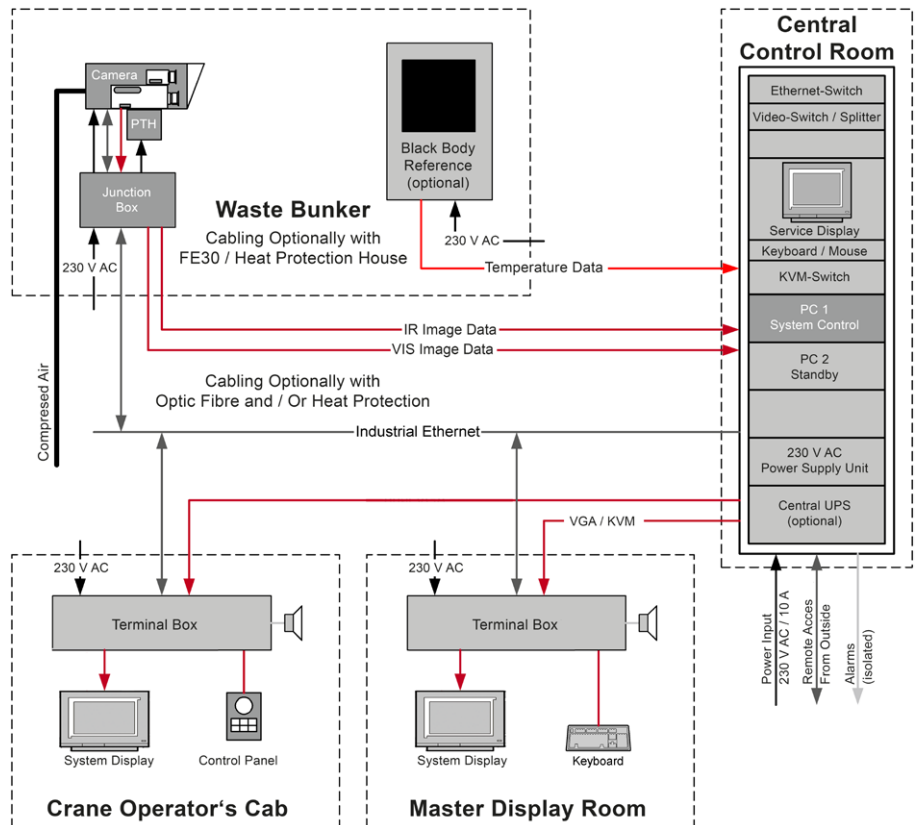 Camera
PTH
Junction
Box
230 V AC
Black Body
Reference
(optional)
230 V AC
Waste Bunker
Cabling Optionally with
FE30 / Heat Protection House
Temperature Data
IR Image Data
VIS Image Data
Cabling Optionally with
Optic Fibre and / Or Heat Protection
Compresed Air
Industrial Ethernet
VGA / KVM
Central
Control Room
Ethernet-Switch
Video-Switch / Splitter
Service Display
Keyboard / Mouse
KVM-Switch
PC 1
System Control
PC 2
Standby
230 V AC
Power Supply Unit
Central UPS
(optional)
Power Input
230 V AC / 10 A
Remote Acces
From Outside
Alarms
(isolated)
230 V AC
Terminal Box
System Display
Control Panel
Crane Operator‘s Cab
230 V AC
Terminal Box
System Display
Keyboard
Master Display Room